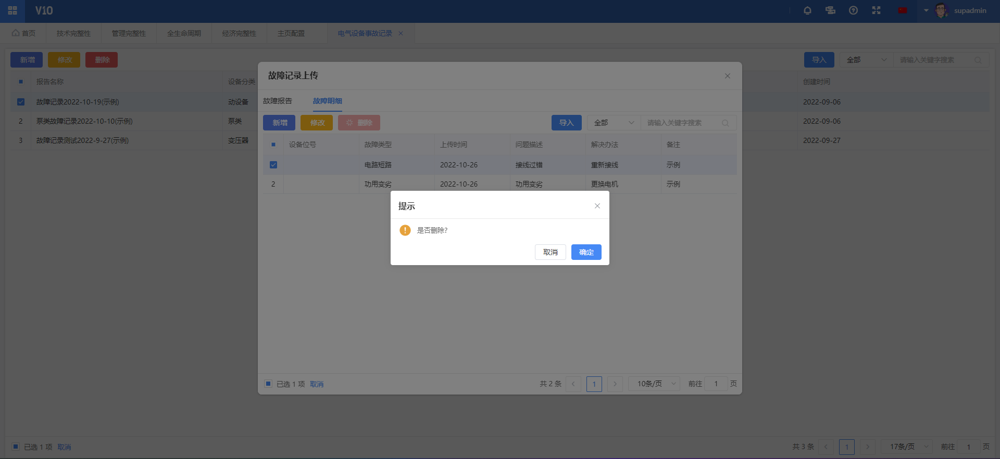 V10
supadmin
首页 技术完整性 管理完整性 全生命周期 经济完整性 主页配置 电气设备事故记录
新增 修改 删除 导入 全部 请输入关键字搜索
报告名称 设备分类 创建时间
故障记录2022-10-19(示例) 动设备 2022-09-06
2 泵类故障记录2022-10-10(示例) 泵类 2022-09-06
3 故障记录测试2022-9-27(示例) 变压器 2022-09-27
故障记录上传
故障报告 故障明细
新增 修改 删除 导入 全部 请输入关键字搜索
设备位号 故障类型 上传时间 问题描述 解决办法 备注
电路短路 2022-10-26 接线过错 重新接线 示例
2 功用变劣 2022-10-26 功用变劣 更换电机 示例
提示
是否删除?
取消 确定
已选 1 项 取消 共 2 条 1 10条/页 前往 1 页
已选 1 项 取消 共 3 条 1 17条/页 前往 1 页